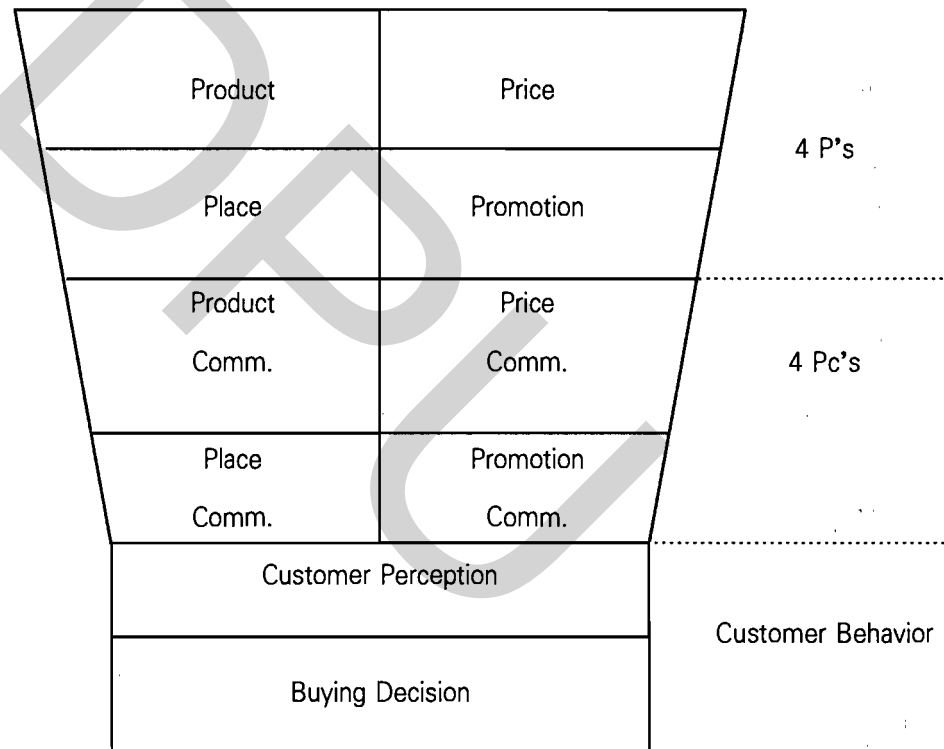 Product Price
4 P's
Place Promotion
Product Price
Comm. Comm.
4 Pc's
Place Promotion
Comm. Comm.
Customer Perception
Customer Behavior
Buying Decision
DPU